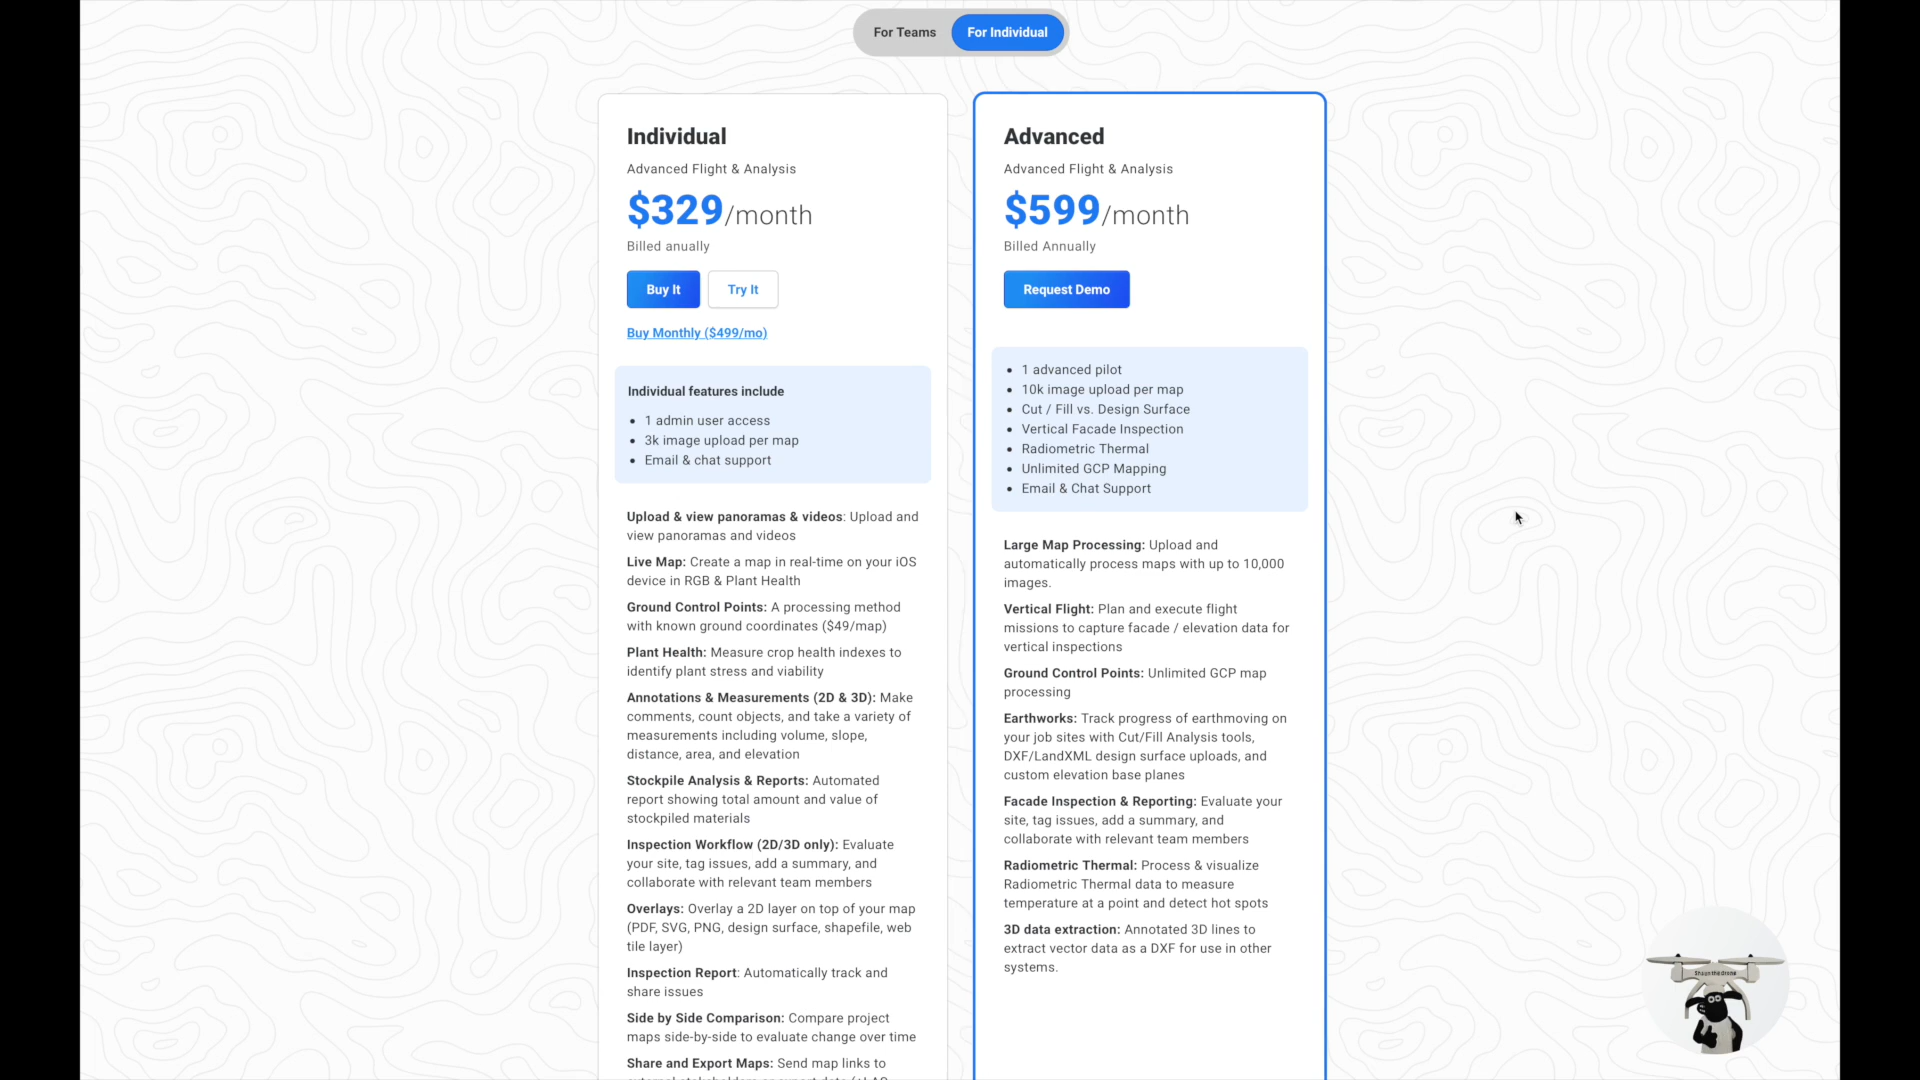 For Teams
For Individual
Individual
Advanced Flight & Analysis
$329/month
Billed anually
Buy It
Try It
Buy Monthly ($499/mo)
Individual features include
1 admin user access
3k image upload per map
Email & chat support
Upload & view panoramas & videos: Upload and
view panoramas and videos
Live Map: Create a map in real-time on your iOS
device in RGB & Plant Health
Ground Control Points: A processing method
with known ground coordinates ($49/map)
Plant Health: Measure crop health indexes to
identify plant stress and viability
Annotations & Measurements (2D & 3D): Make
comments, count objects, and take a variety of
measurements including volume, slope,
distance, area, and elevation
Stockpile Analysis & Reports: Automated
report showing total amount and value of
stockpiled materials
Inspection Workflow (2D/3D only): Evaluate
your site, tag issues, add a summary, and
collaborate with relevant team members
Overlays: Overlay a 2D layer on top of your map
(PDF, SVG, PNG, design surface, shapefile, web
tile layer)
Inspection Report: Automatically track and
share issues
Side by Side Comparison: Compare project
maps side-by-side to evaluate change over time
Share and Export Maps: Send map links to
Advanced
Advanced Flight & Analysis
$599/month
Billed Annually
Request Demo
1 advanced pilot
10k image upload per map
Cut / Fill vs. Design Surface
Vertical Facade Inspection
Radiometric Thermal
Unlimited GCP Mapping
Email & Chat Support
Large Map Processing: Upload and
automatically process maps with up to 10,000
images.
Vertical Flight: Plan and execute flight
missions to capture facade / elevation data for
vertical inspections
Ground Control Points: Unlimited GCP map
processing
Earthworks: Track progress of earthmoving on
your job sites with Cut/Fill Analysis tools,
DXF/LandXML design surface uploads, and
custom elevation base planes
Facade Inspection & Reporting: Evaluate your
site, tag issues, add a summary, and
collaborate with relevant team members
Radiometric Thermal: Process & visualize
Radiometric Thermal data to measure
temperature at a point and detect hot spots
3D data extraction: Annotated 3D lines to
extract vector data as a DXF for use in other
systems.
Shaun the drone